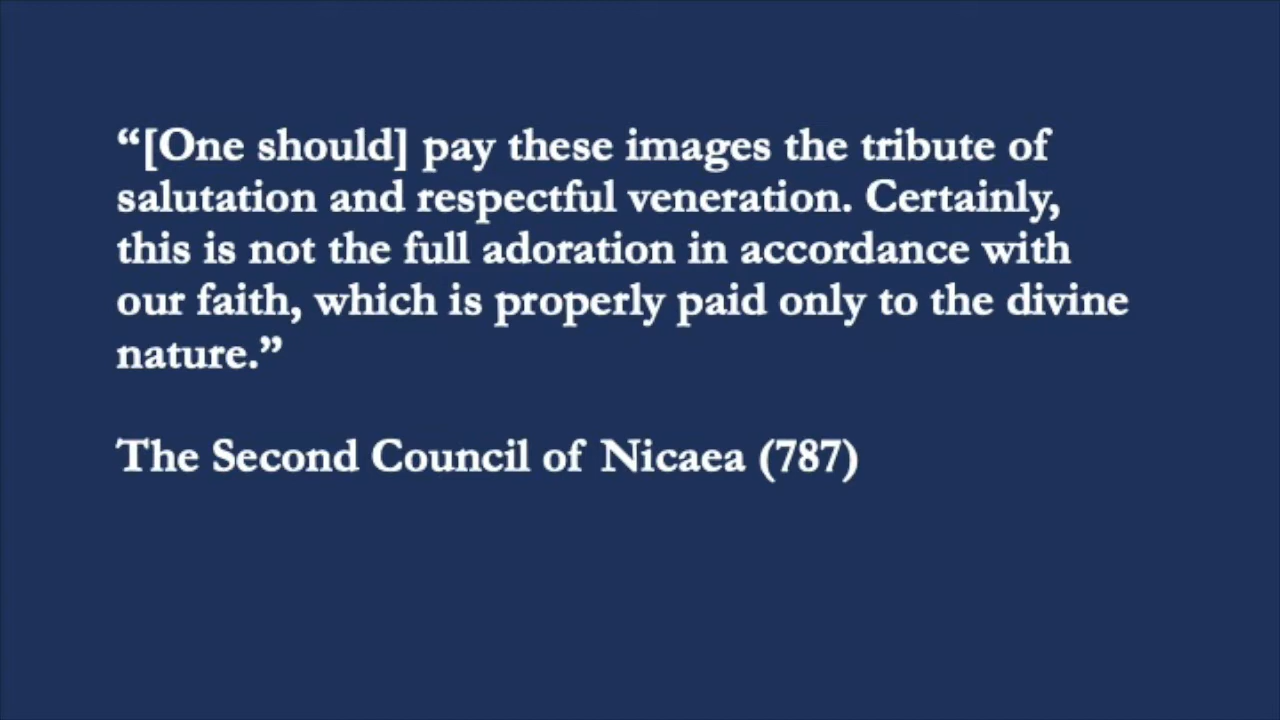 “[One should] pay these images the tribute of
salutation and respectful veneration. Certainly,
this is not the full adoration in accordance with
our faith, which is properly paid only to the divine
nature.”
The Second Council of Nicaea (787)